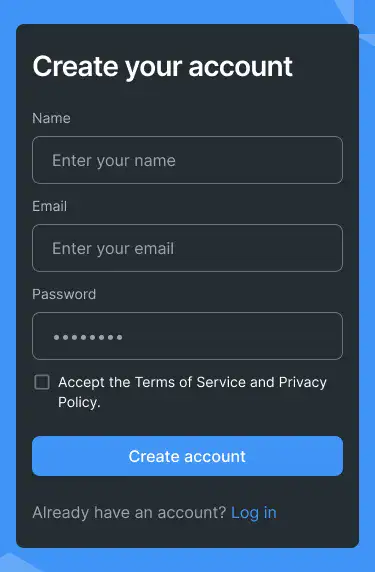 Create your account
Name
Enter your name
Email
Enter your email
Password
••••••••
Accept the Terms of Service and Privacy
Policy.
Create account
Already have an account? Log in